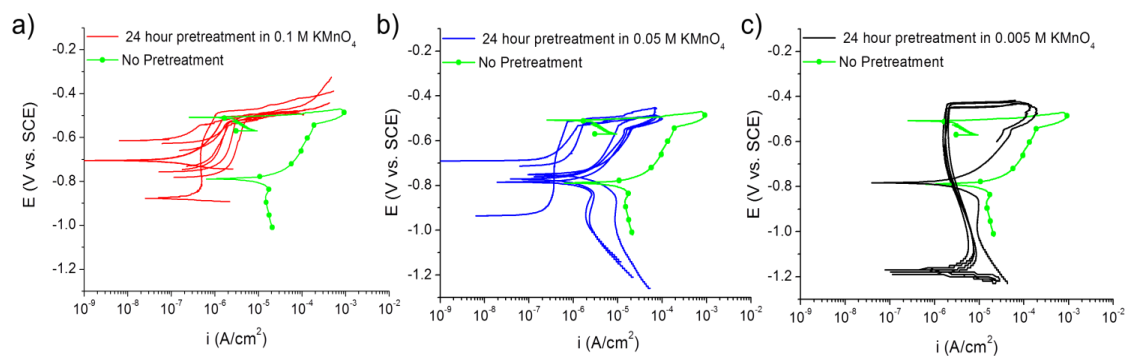 a)
24 hour pretreatment in 0.1 M KMnO4
No Pretreatment
E (V vs. SCE)
-0.2
-0.4
-0.6
-0.8
-1.0
-1.2
10-9 10-8 10-7 10-6 10-5 10-4 10-3 10-2
i (A/cm2)
b)
24 hour pretreatment in 0.05 M KMnO4
No Pretreatment
E (V vs. SCE)
-0.2
-0.4
-0.6
-0.8
-1.0
-1.2
10-9 10-8 10-7 10-6 10-5 10-4 10-3 10-2
i (A/cm2)
c)
24 hour pretreatment in 0.005 M KMnO4
No Pretreatment
E (V vs. SCE)
-0.2
-0.4
-0.6
-0.8
-1.0
-1.2
10-9 10-8 10-7 10-6 10-5 10-4 10-3 10-2
i (A/cm2)